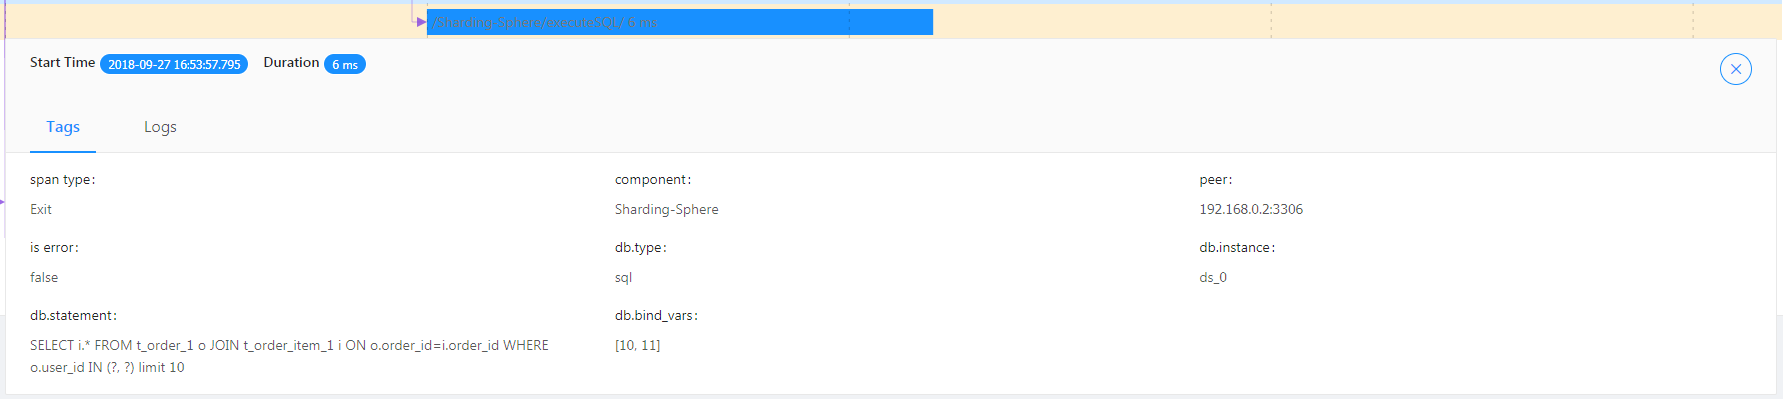 /Sharding-Sphere/executeSQL/ 6 ms
Start Time 2018-09-27 16:53:57.795 Duration 6 ms
Tags Logs
span type: component: peer:
Exit Sharding-Sphere 192.168.0.2:3306
is error: db.type: db.instance:
false sql ds_0
db.statement: db.bind_vars:
SELECT i.* FROM t_order_1 o JOIN t_order_item_1 i ON o.order_id=i.order_id WHERE [10, 11]
o.user_id IN (?, ?) limit 10